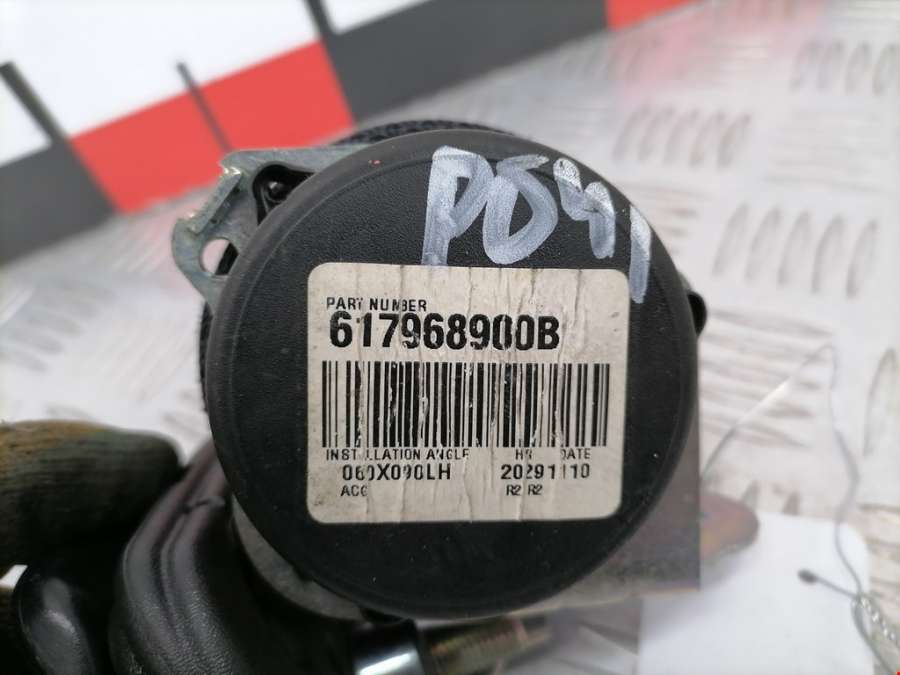 PD41
PART NUMBER
617968900B
INSTALLATION ANGLE HR DATE
060X090LH 20291110
ACC R2 R2